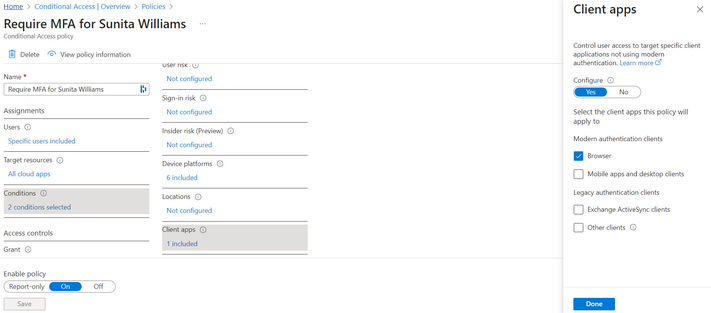 Home > Conditional Access | Overview > Policies >
Require MFA for Sunita Williams ...
Conditional Access policy
Delete View policy information
Name *
Require MFA for Sunita Williams
Assignments
Users
Specific users included
Target resources
All cloud apps
Conditions
2 conditions selected
Access controls
Grant
User risk
Not configured
Sign-in risk
Not configured
Insider risk (Preview)
Not configured
Device platforms
6 included
Locations
Not configured
Client apps
1 included
Enable policy
Report-only On Off
Save
Client apps
Control user access to target specific client
applications not using modern
authentication. Learn more
Configure
Yes No
Select the client apps this policy will
apply to
Modern authentication clients
Browser
Mobile apps and desktop clients
Legacy authentication clients
Exchange ActiveSync clients
Other clients
Done